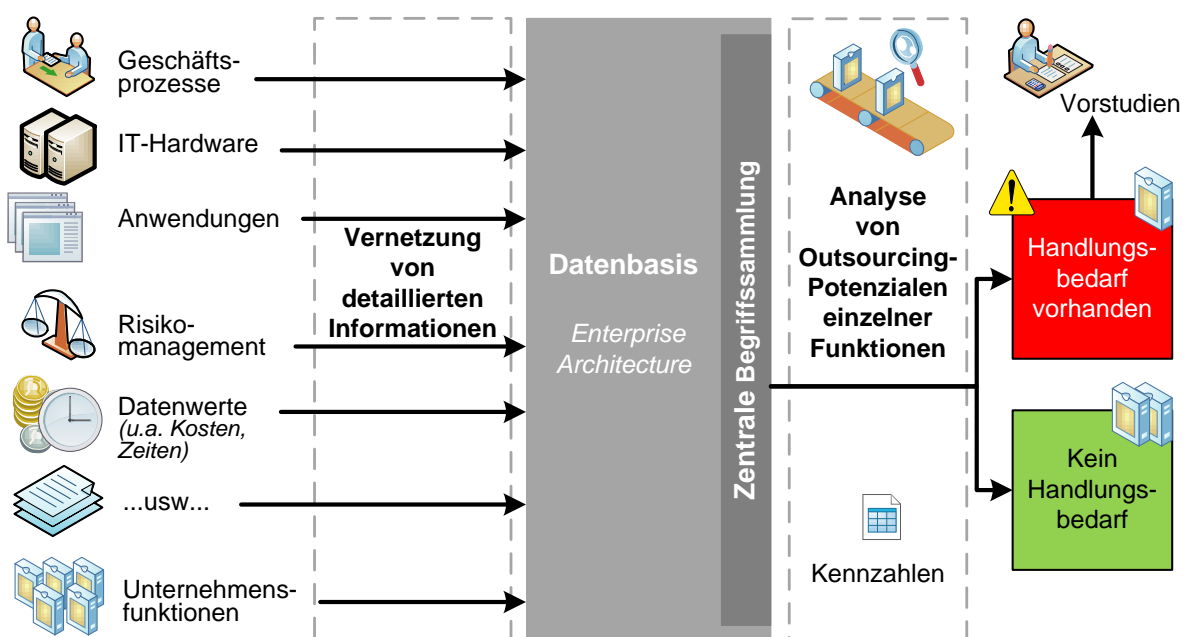 Geschäfts-
prozesse
IT-Hardware
Anwendungen
Risiko-
management
Datenwerte
(u.a. Kosten,
Zeiten)
...usw...
Unternehmens-
funktionen
Vernetzung
von
detaillierten
Informationen
Datenbasis
Enterprise
Architecture
Zentrale Begriffssammlung
Analyse
von
Outsourcing-
Potenzialen
einzelner
Funktionen
Kennzahlen
Vorstudien
Handlungs-
bedarf
vorhanden
Kein
Handlungs-
bedarf